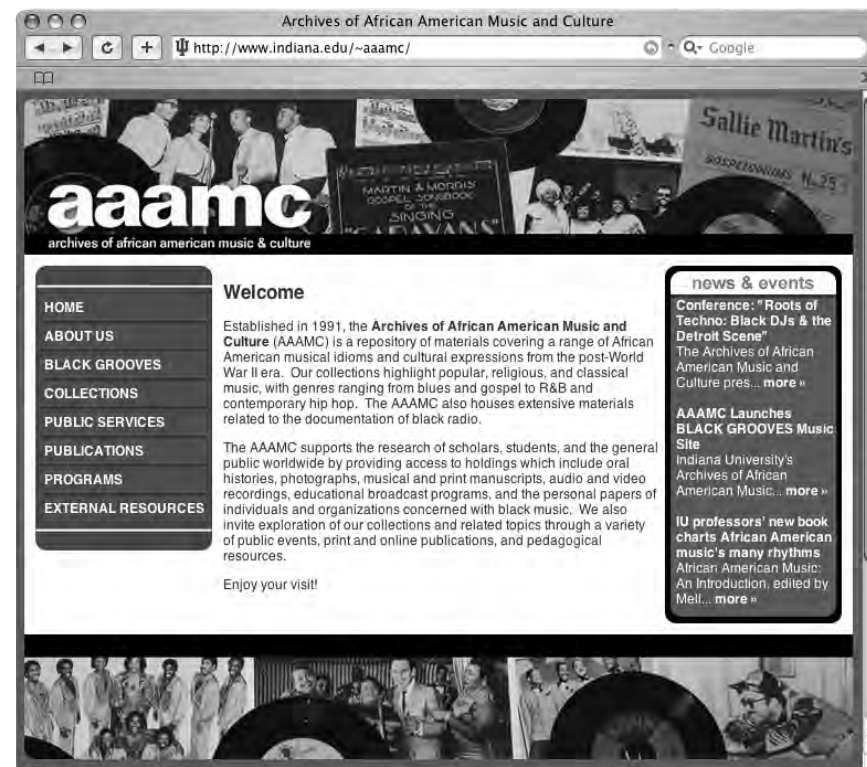 Archives of African American Music and Culture
http://www.indiana.edu/~aaamc/
Google
Sallie Martin's
GOSPELODIUMS No. 25
MARTIN & MORRIS
GOSPEL SONGBOOK
OF THE
SINGING
"CARAVANS"
aaamc
archives of african american music & culture
HOME
ABOUT US
BLACK GROOVES
COLLECTIONS
PUBLIC SERVICES
PUBLICATIONS
PROGRAMS
EXTERNAL RESOURCES
Welcome
Established in 1991, the Archives of African American Music and
Culture (AAAMC) is a repository of materials covering a range of African
American musical idioms and cultural expressions from the post-World
War II era. Our collections highlight popular, religious, and classical
music, with genres ranging from blues and gospel to R&B and
contemporary hip hop. The AAAMC also houses extensive materials
related to the documentation of black radio.
The AAAMC supports the research of scholars, students, and the general
public worldwide by providing access to holdings which include oral
histories, photographs, musical and print manuscripts, audio and video
recordings, educational broadcast programs, and the personal papers of
individuals and organizations concerned with black music. We also
invite exploration of our collections and related topics through a variety
of public events, print and online publications, and pedagogical
resources.
Enjoy your visit!
news & events
Conference: "Roots of
Techno: Black DJs & the
Detroit Scene"
The Archives of African
American Music and
Culture pres... more »
AAAMC Launches
BLACK GROOVES Music
Site
Indiana University's
Archives of African
American Music... more »
IU professors' new book
charts African American
music's many rhythms
African American Music:
An Introduction, edited by
Mell... more »